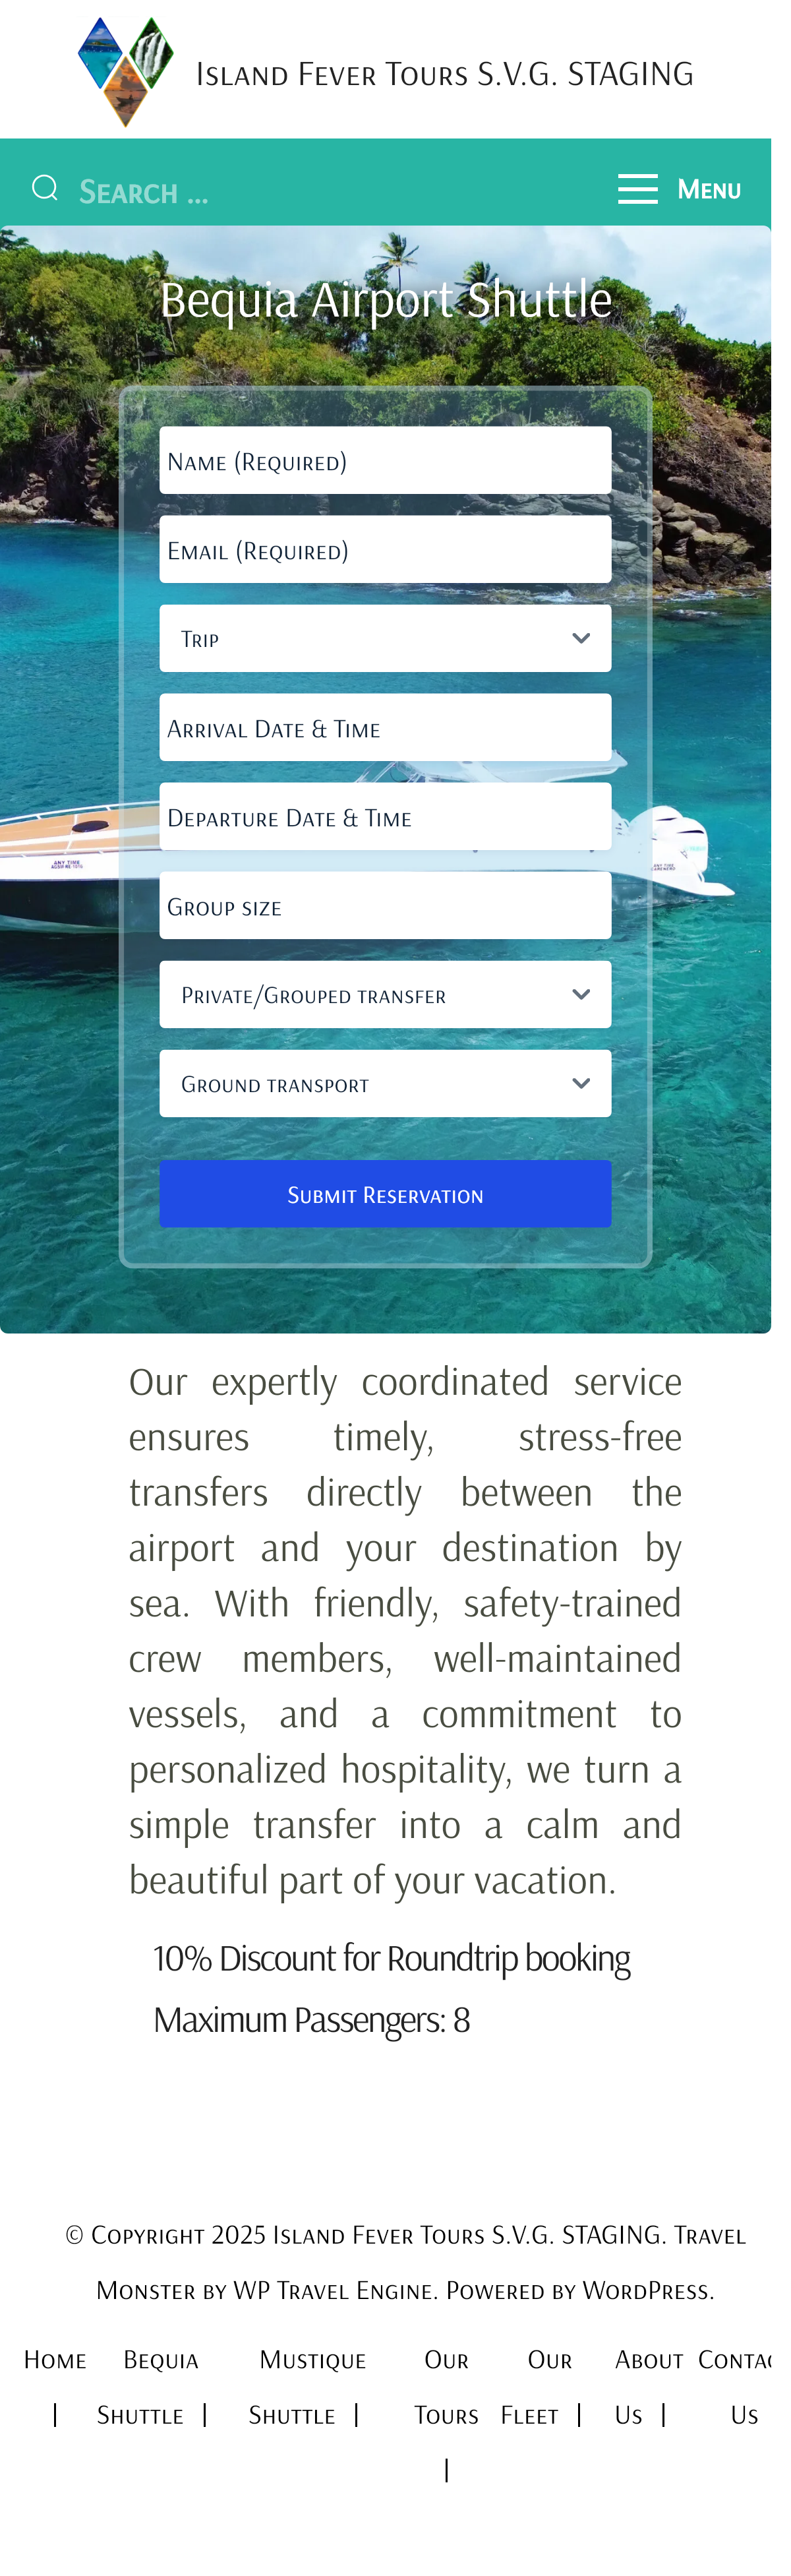 Island Fever Tours S.V.G. STAGING
Search ...
Menu
Bequia Airport Shuttle
Name (Required)
Email (Required)
Trip
Arrival Date & Time
Departure Date & Time
ANY TIME
Group size
Private/Grouped transfer
Ground transport
Submit Reservation
Our expertly coordinated service
ensures timely, stress-free
transfers directly between the
airport and your destination by
sea. With friendly, safety-trained
crew members, well-maintained
vessels, and a commitment to
personalized hospitality, we turn a
simple transfer into a calm and
beautiful part of your vacation.
10% Discount for Roundtrip booking
Maximum Passengers: 8
© Copyright 2025 Island Fever Tours S.V.G. STAGING. Travel
Monster by WP Travel Engine. Powered by WordPress.
Home Bequia Mustique Our Our About
| Shuttle | Shuttle | Tours Fleet | Us | Us
|